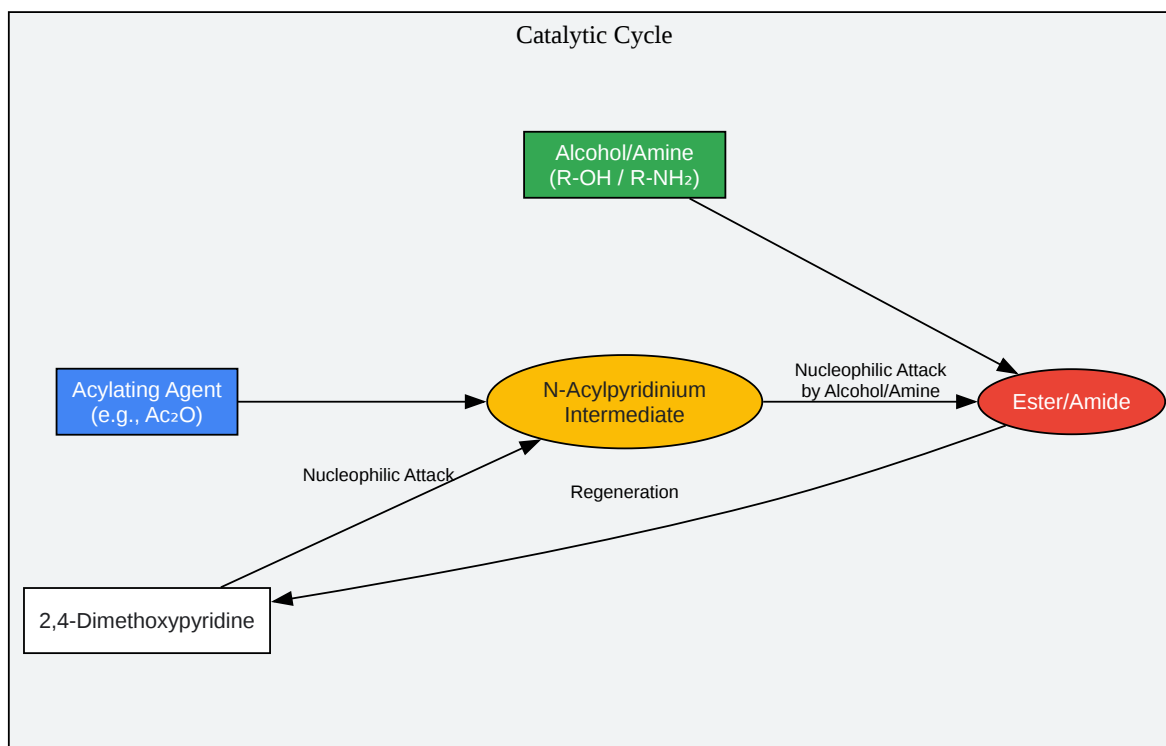 Catalytic Cycle
Alcohol/Amine
(R-OH / R-NH₂)
Acylating Agent
(e.g., Ac₂O)
N-Acylpyridinium
Intermediate
Nucleophilic Attack
by Alcohol/Amine
Ester/Amide
Nucleophilic Attack
Regeneration
2,4-Dimethoxypyridine